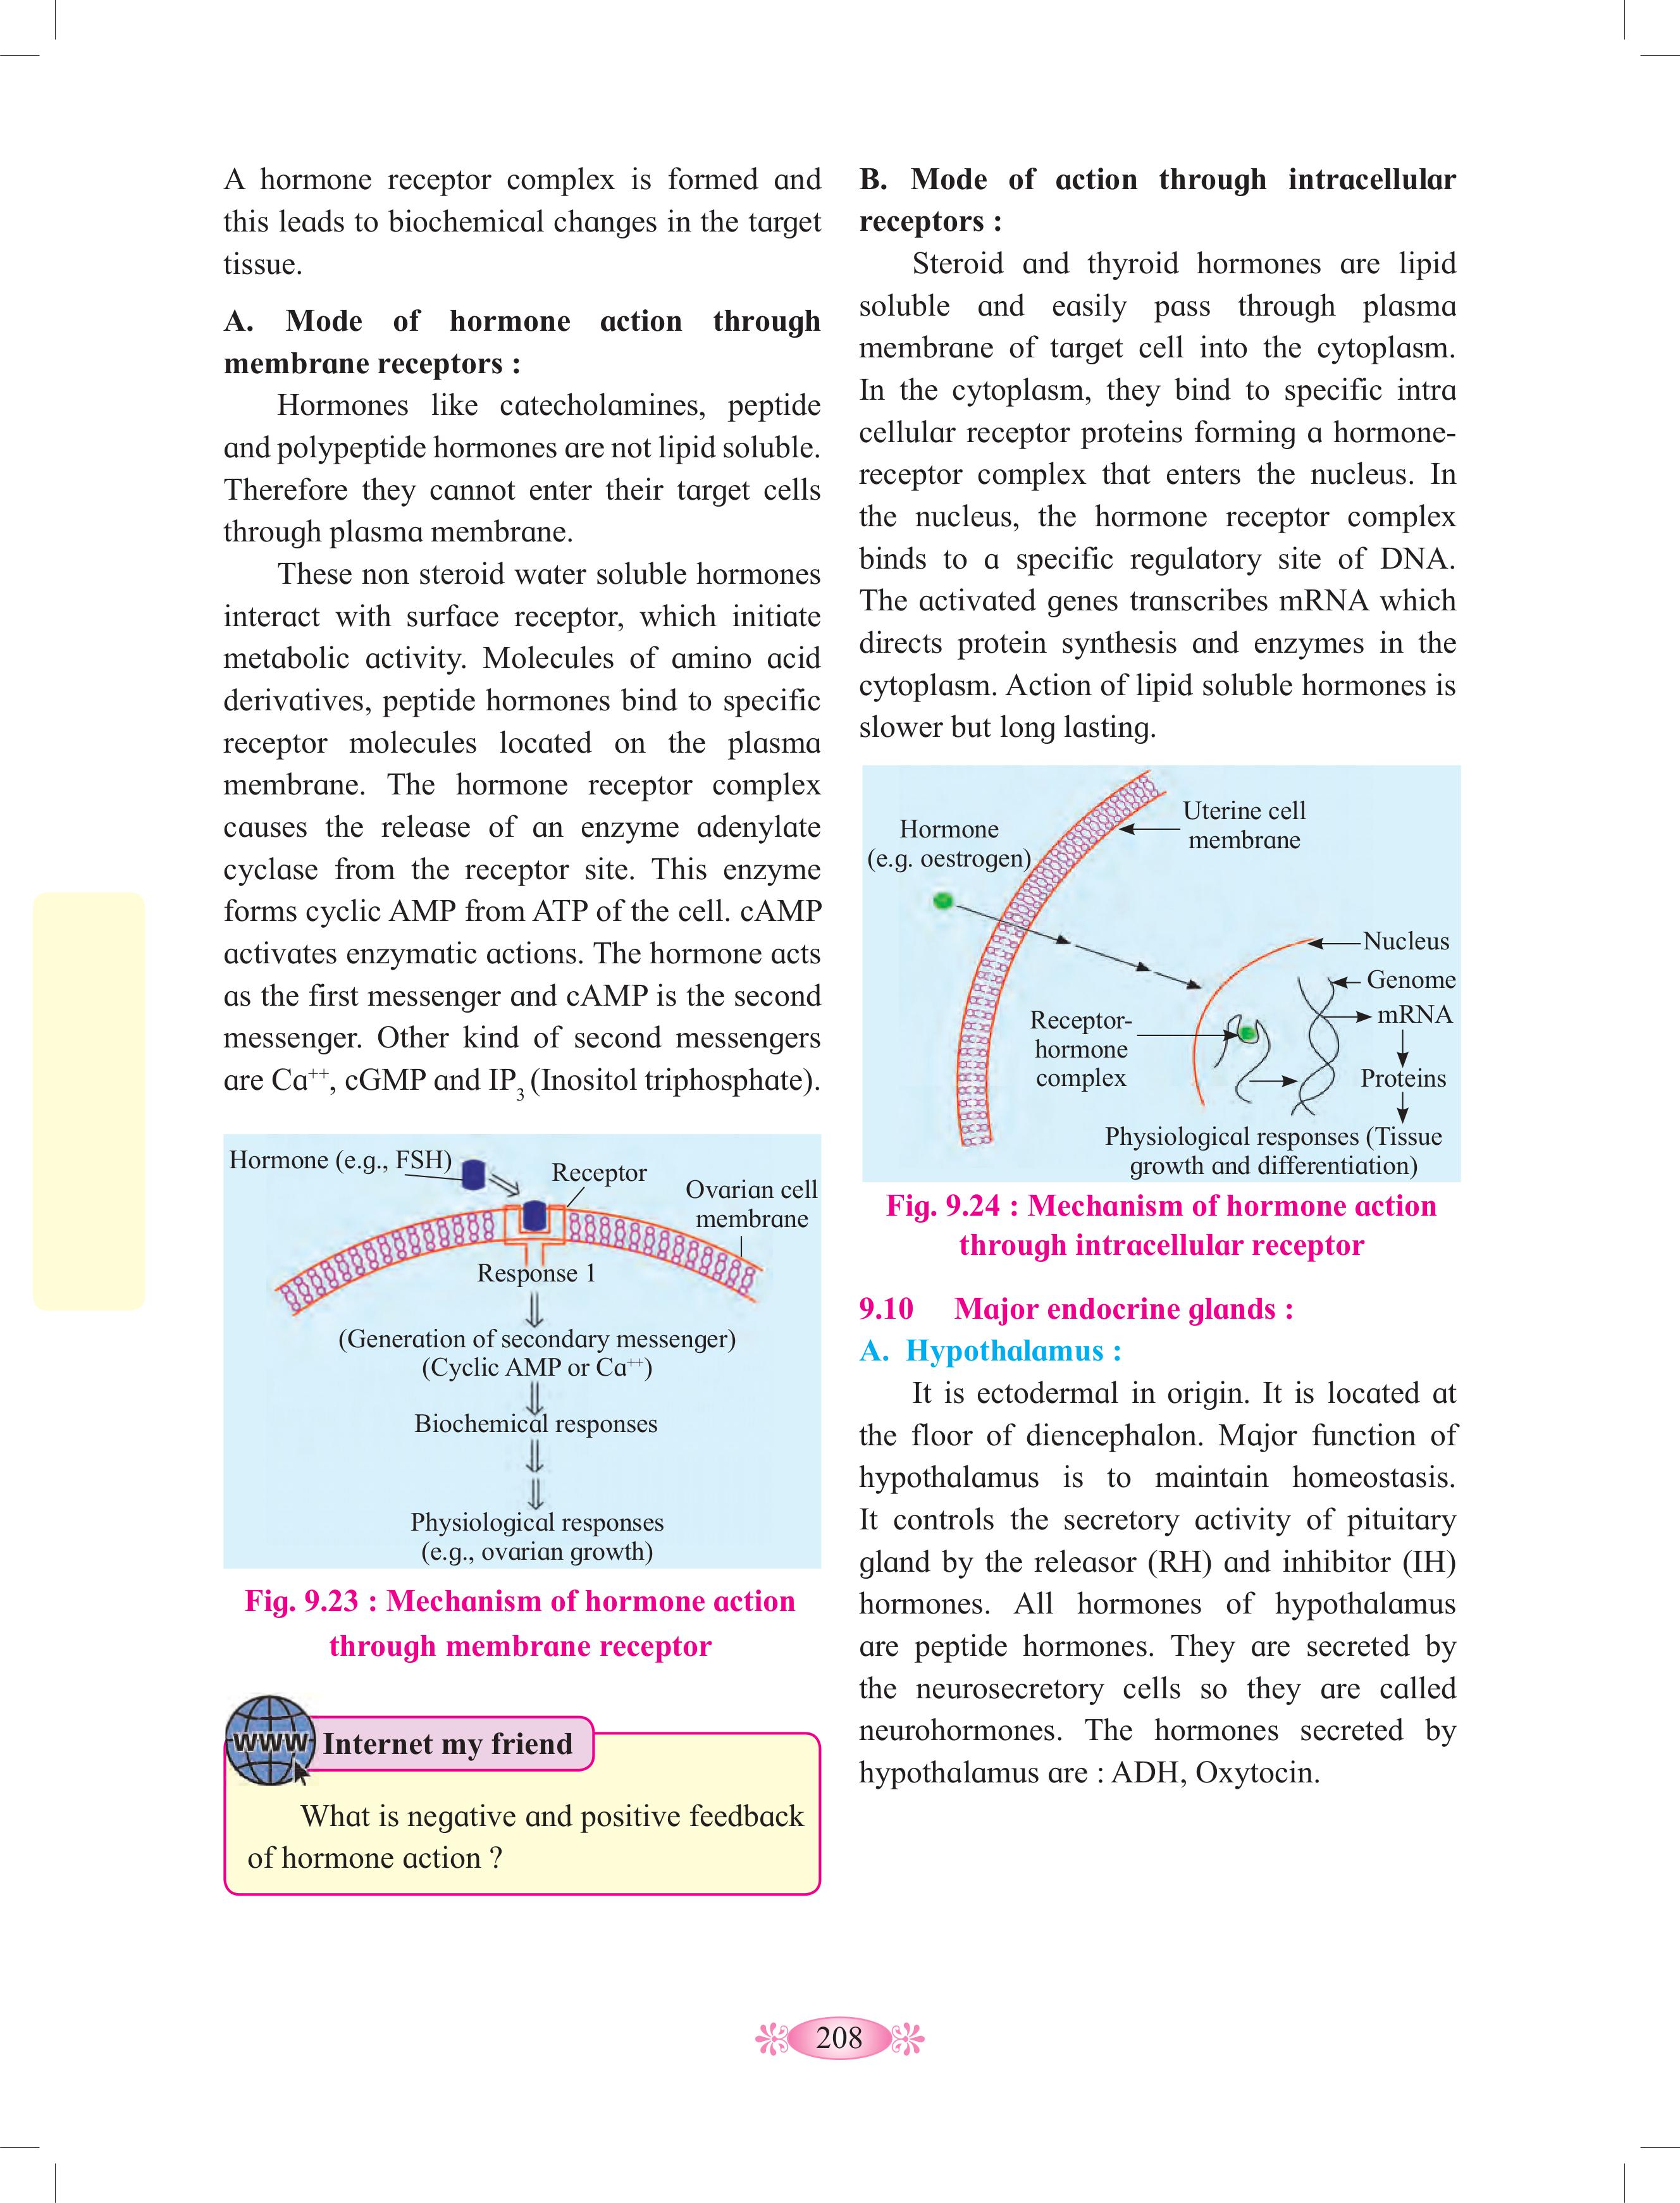 A hormone receptor complex is formed and
this leads to biochemical changes in the target
tissue.
A. Mode of hormone action through
membrane receptors :
Hormones like catecholamines, peptide
and polypeptide hormones are not lipid soluble.
Therefore they cannot enter their target cells
through plasma membrane.
These non steroid water soluble hormones
interact with surface receptor, which initiate
metabolic activity. Molecules of amino acid
derivatives, peptide hormones bind to specific
receptor molecules located on the plasma
membrane. The hormone receptor complex
causes the release of an enzyme adenylate
cyclase from the receptor site. This enzyme
forms cyclic AMP from ATP of the cell. cAMP
activates enzymatic actions. The hormone acts
as the first messenger and cAMP is the second
messenger. Other kind of second messengers
are Ca⁺⁺, cGMP and IP₃ (Inositol triphosphate).
Hormone (e.g., FSH)
Receptor
Ovarian cell
membrane
Response 1
(Generation of secondary messenger)
(Cyclic AMP or Ca⁺⁺)
Biochemical responses
Physiological responses
(e.g., ovarian growth)
Fig. 9.23 : Mechanism of hormone action
through membrane receptor
www
Internet my friend
What is negative and positive feedback
of hormone action ?
B. Mode of action through intracellular
receptors :
Steroid and thyroid hormones are lipid
soluble and easily pass through plasma
membrane of target cell into the cytoplasm.
In the cytoplasm, they bind to specific intra
cellular receptor proteins forming a hormone-
receptor complex that enters the nucleus. In
the nucleus, the hormone receptor complex
binds to a specific regulatory site of DNA.
The activated genes transcribes mRNA which
directs protein synthesis and enzymes in the
cytoplasm. Action of lipid soluble hormones is
slower but long lasting.
Hormone
(e.g. oestrogen)
Uterine cell
membrane
Nucleus
Genome
mRNA
Receptor-
hormone
complex
Proteins
Physiological responses (Tissue
growth and differentiation)
Fig. 9.24 : Mechanism of hormone action
through intracellular receptor
9.10 Major endocrine glands :
A. Hypothalamus :
It is ectodermal in origin. It is located at
the floor of diencephalon. Major function of
hypothalamus is to maintain homeostasis.
It controls the secretory activity of pituitary
gland by the releasor (RH) and inhibitor (IH)
hormones. All hormones of hypothalamus
are peptide hormones. They are secreted by
the neurosecretory cells so they are called
neurohormones. The hormones secreted by
hypothalamus are : ADH, Oxytocin.
208